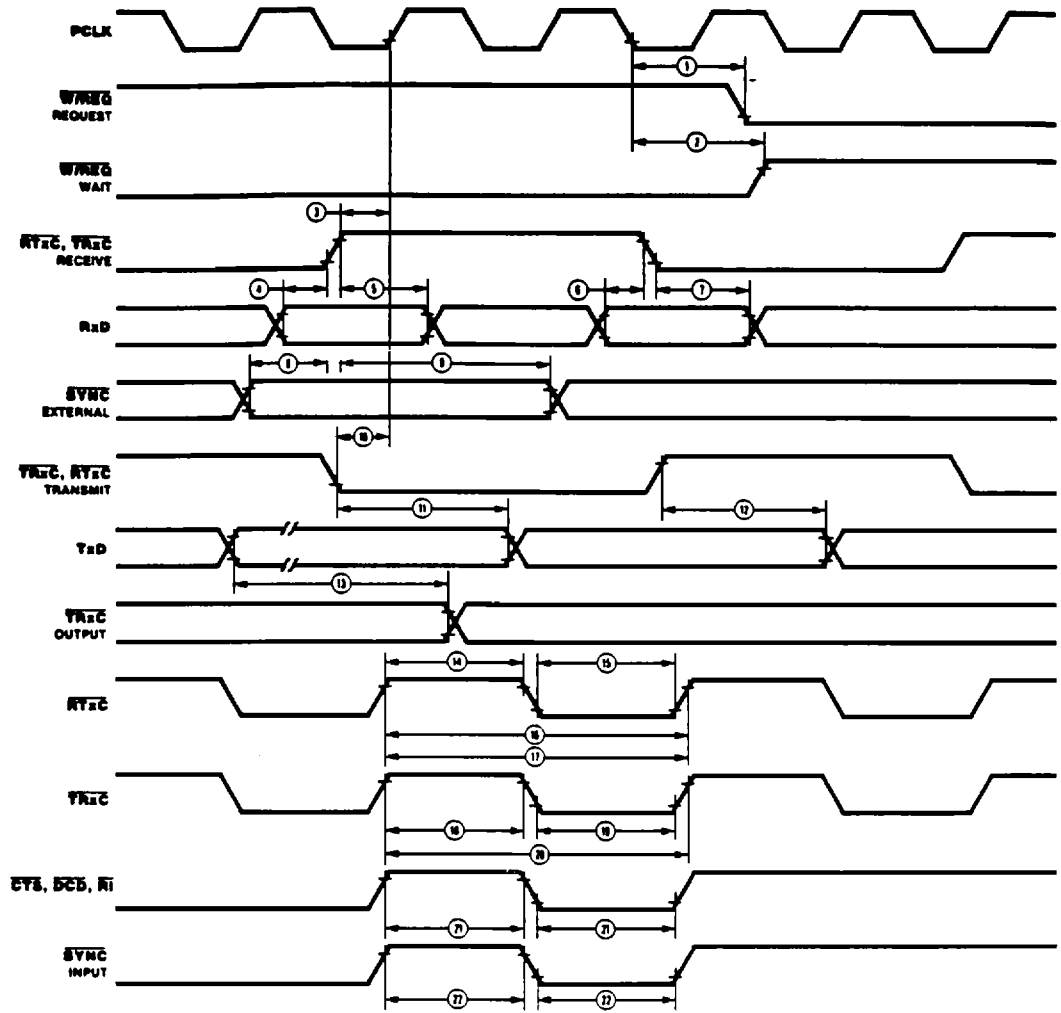 PCLK
1
W/REQ
REQUEST
2
W/REQ
WAIT
3
RTxC, TRxC
RECEIVE
4
5
6
7
RxD
8
9
SYNC
EXTERNAL
10
TRxC, RTxC
TRANSMIT
11
12
TxD
13
TRxC
OUTPUT
14
15
RTxC
16
17
TRxC
18
19
20
CTS, DCD, RI
21
21
SYNC
INPUT
22
22